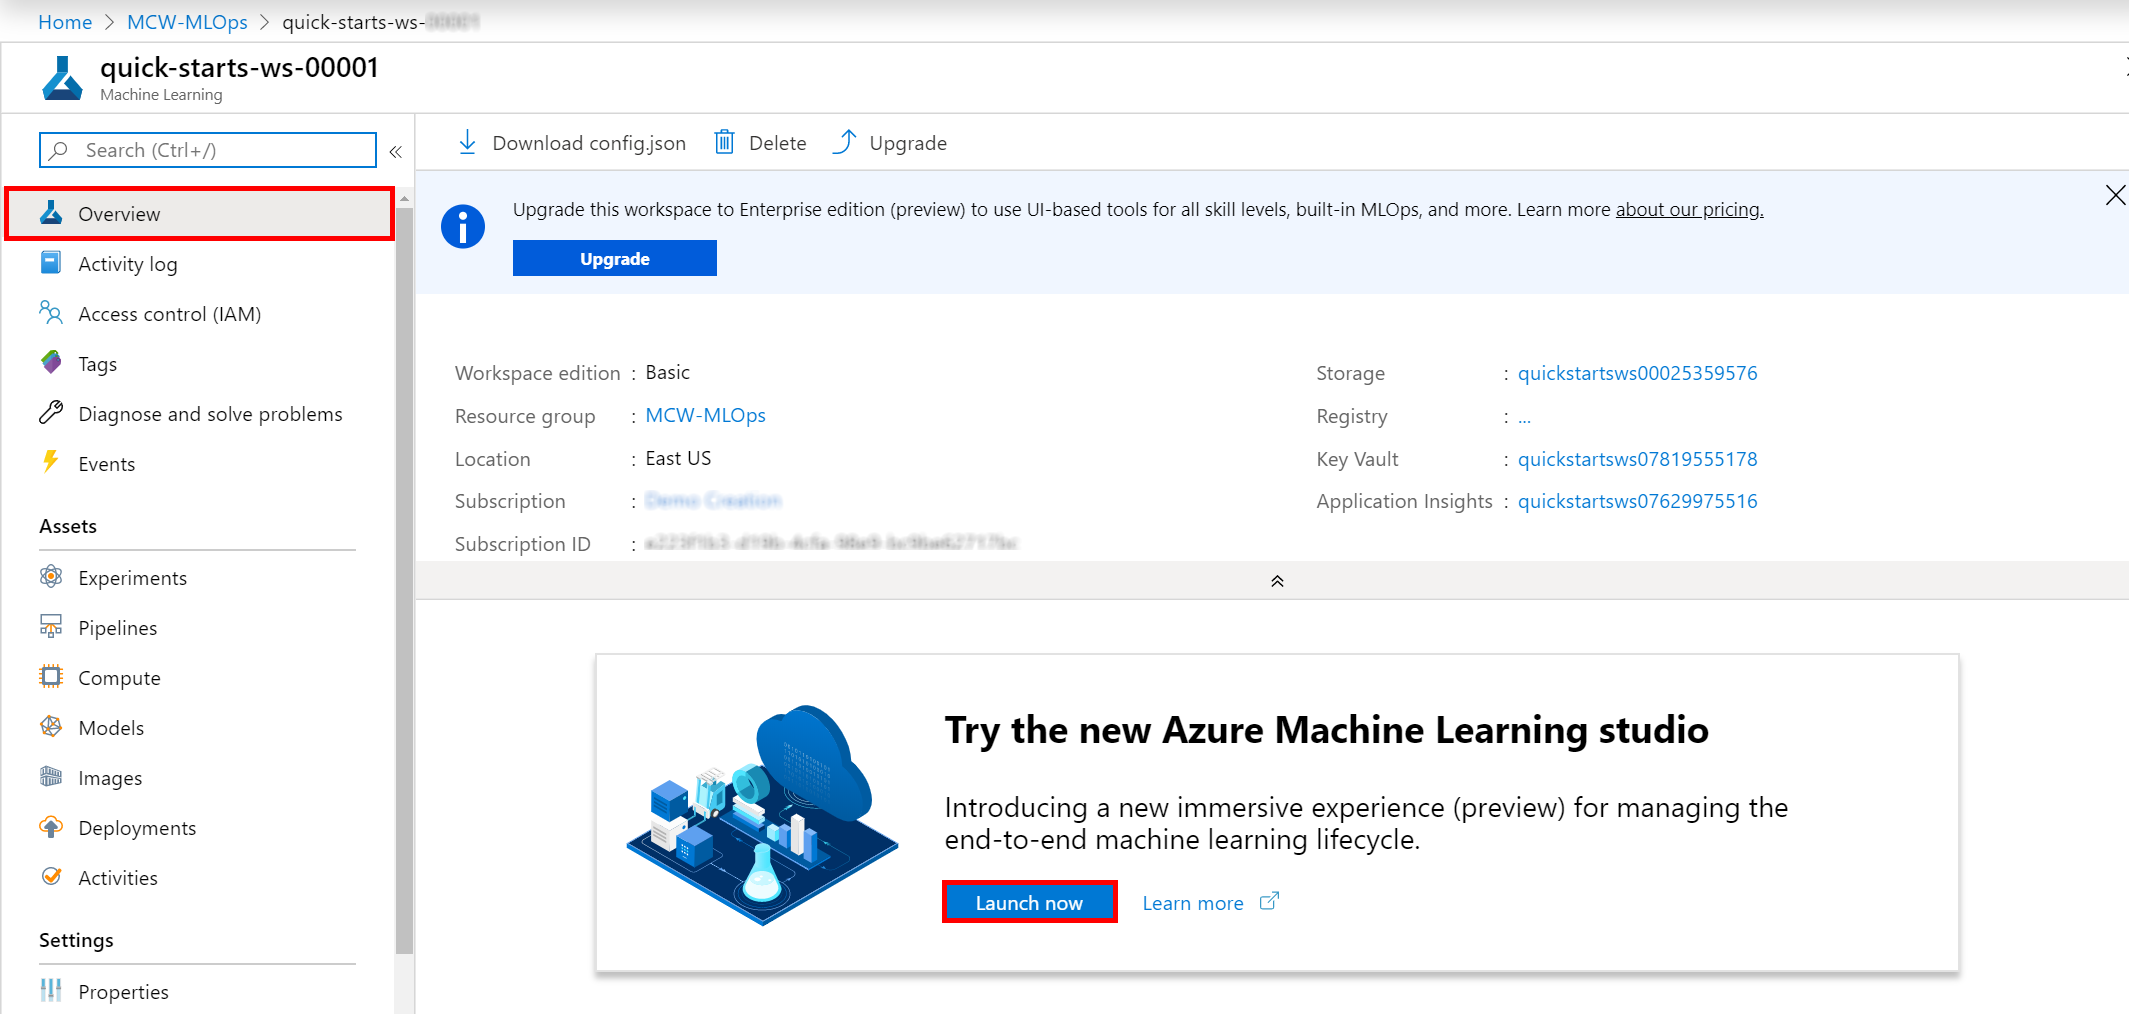 Home > MCW-MLOps > quick-starts-ws-
quick-starts-ws-00001
Machine Learning
Search (Ctrl+/)
«
Download config.json
Delete
Upgrade
Upgrade this workspace to Enterprise edition (preview) to use UI-based tools for all skill levels, built-in MLOps, and more. Learn more about our pricing.
Upgrade
Overview
Activity log
Access control (IAM)
Tags
Diagnose and solve problems
Events
Assets
Experiments
Pipelines
Compute
Models
Images
Deployments
Activities
Settings
Properties
Workspace edition : Basic
Resource group : MCW-MLOps
Location : East US
Subscription : Demo Creation
Subscription ID :
Storage : quickstartsws00025359576
Registry : ...
Key Vault : quickstartsws07819555178
Application Insights : quickstartsws07629975516
Try the new Azure Machine Learning studio
Introducing a new immersive experience (preview) for managing the
end-to-end machine learning lifecycle.
Launch now
Learn more